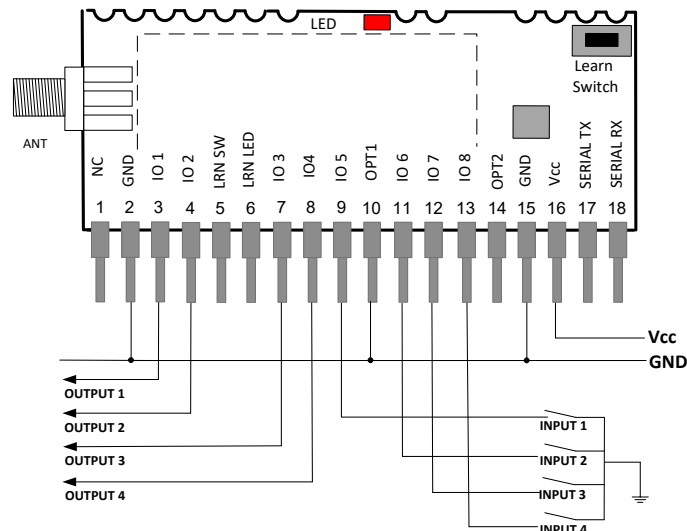 LED
Learn
Switch
ANT
NC
GND
IO 1
IO 2
LRN SW
LRN LED
IO 3
IO4
IO 5
OPT1
IO 6
IO 7
IO 8
OPT2
GND
Vcc
SERIAL TX
SERIAL RX
1 2 3 4 5 6 7 8 9 10 11 12 13 14 15 16 17 18
Vcc
GND
OUTPUT 1
OUTPUT 2
OUTPUT 3
OUTPUT 4
INPUT 1
INPUT 2
INPUT 3
INPUT 4